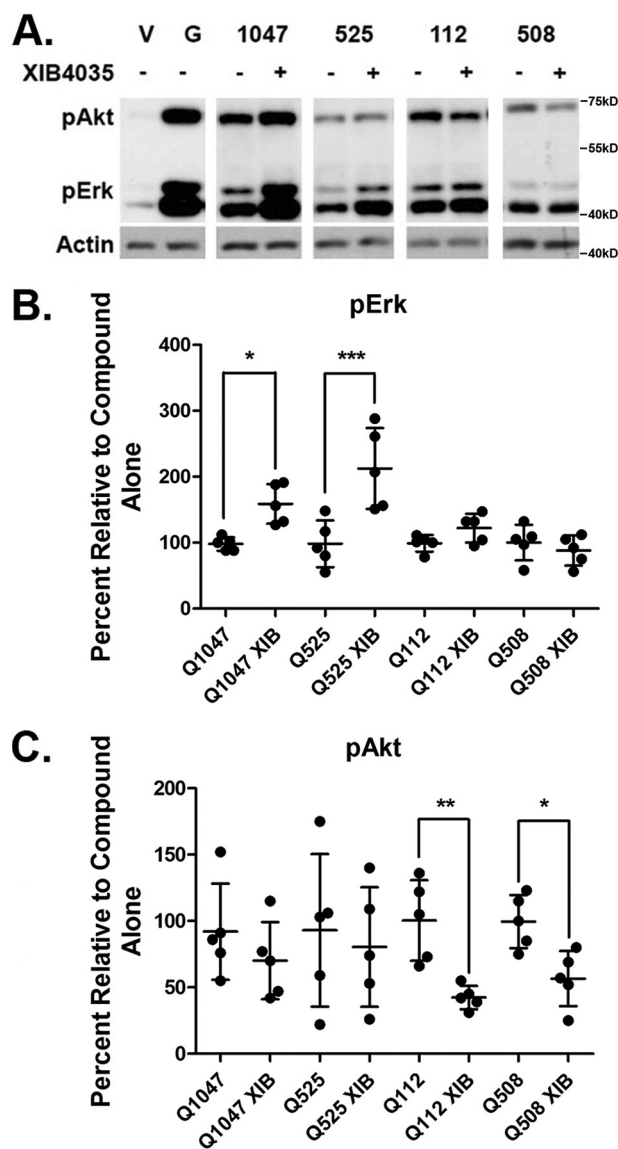 A.
V G 1047 525 112 508
XIB4035 - - - + - + - + - +
pAkt
-75kD
-55kD
pErk
-40kD
Actin
-40kD
B.
pErk
Percent Relative to Compound
Alone
400
300
200
100
0
*
***
Q1047
Q1047 XIB
Q525
Q525 XIB
Q112
Q112 XIB
Q508
Q508 XIB
C.
pAkt
Percent Relative to Compound
Alone
200
150
100
50
0
**
*
Q1047
Q1047 XIB
Q525
Q525 XIB
Q112
Q112 XIB
Q508
Q508 XIB